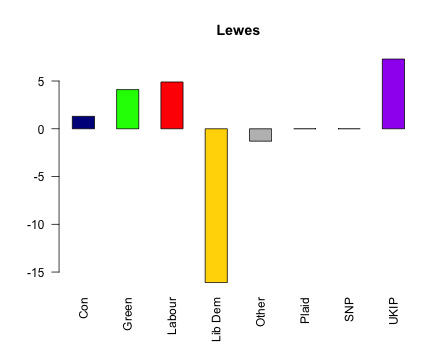 Lewes
5
0
-5
-10
-15
Con
Green
Labour
Lib Dem
Other
Plaid
SNP
UKIP